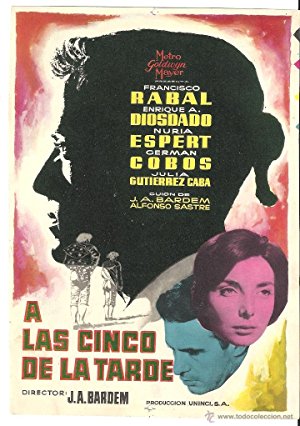 Metro
Goldwyn
Mayer
PRESENTA A
FRANCISCO
RABAL
ENRIQUE A.
DIOSDADO
NURIA
ESPERT
GERMAN
COBOS
JULIA
GUTIERREZ CABA
GUIÓN DE
J.A. BARDEM
ALFONSO SASTRE
A
LAS CINCO
DE LA TARDE
DIRECTOR: J.A. BARDEM
PRODUCCION UNINCI, S.A.
www.todocoleccion.net